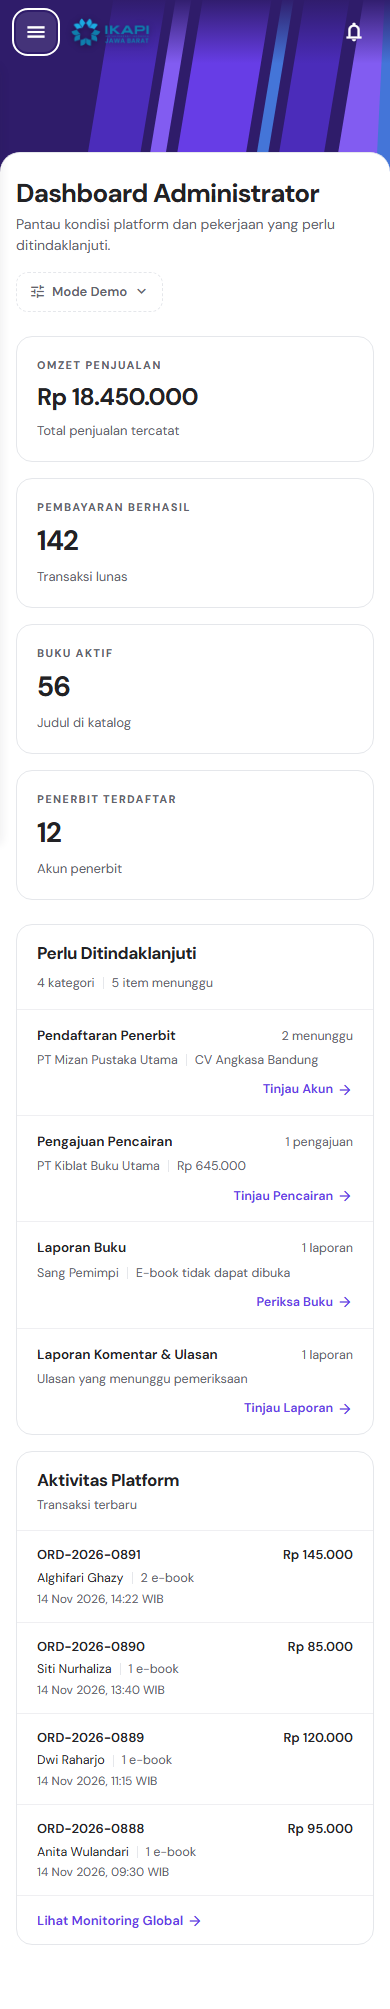 IKAPI
JAWA BARAT
Dashboard Administrator
Pantau kondisi platform dan pekerjaan yang perlu
ditindaklanjuti.
Mode Demo
OMZET PENJUALAN
Rp 18.450.000
Total penjualan tercatat
PEMBAYARAN BERHASIL
142
Transaksi lunas
BUKU AKTIF
56
Judul di katalog
PENERBIT TERDAFTAR
12
Akun penerbit
Perlu Ditindaklanjuti
4 kategori | 5 item menunggu
Pendaftaran Penerbit 2 menunggu
PT Mizan Pustaka Utama | CV Angkasa Bandung
Tinjau Akun →
Pengajuan Pencairan 1 pengajuan
PT Kiblat Buku Utama | Rp 645.000
Tinjau Pencairan →
Laporan Buku 1 laporan
Sang Pemimpi | E-book tidak dapat dibuka
Periksa Buku →
Laporan Komentar & Ulasan 1 laporan
Ulasan yang menunggu pemeriksaan
Tinjau Laporan →
Aktivitas Platform
Transaksi terbaru
ORD-2026-0891 Rp 145.000
Alghifari Ghazy | 2 e-book
14 Nov 2026, 14:22 WIB
ORD-2026-0890 Rp 85.000
Siti Nurhaliza | 1 e-book
14 Nov 2026, 13:40 WIB
ORD-2026-0889 Rp 120.000
Dwi Raharjo | 1 e-book
14 Nov 2026, 11:15 WIB
ORD-2026-0888 Rp 95.000
Anita Wulandari | 1 e-book
14 Nov 2026, 09:30 WIB
Lihat Monitoring Global →